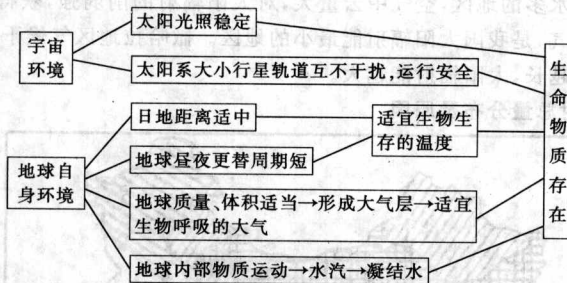 太阳光照稳定
宇宙
环境
太阳系大小行星轨道互不干扰,运行安全
日地距离适中
适宜生物生
存的温度
地球昼夜更替周期短
地球自
身环境
地球质量、体积适当→形成大气层→适宜
生物呼吸的大气
地球内部物质运动→水汽→凝结水
生
命
物
质
存
在